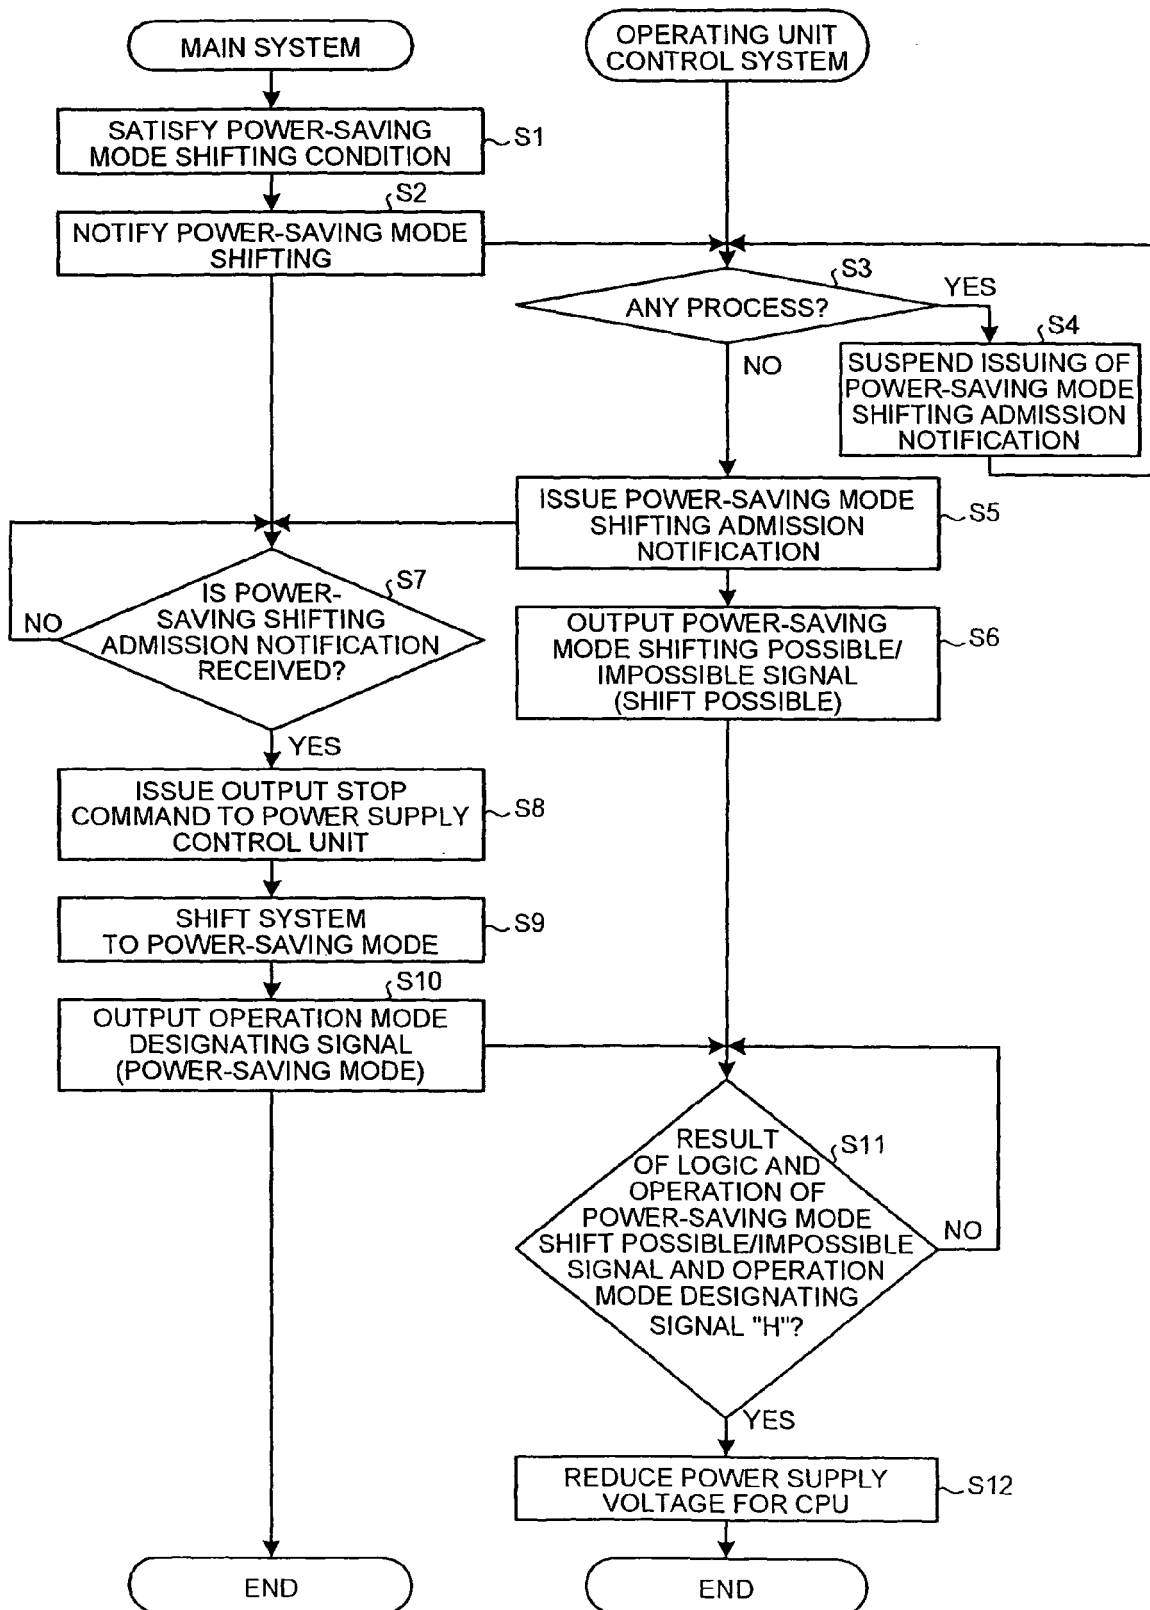 MAIN SYSTEM
OPERATING UNIT
CONTROL SYSTEM
SATISFY POWER-SAVING
MODE SHIFTING CONDITION
S1
S2
NOTIFY POWER-SAVING MODE
SHIFTING
S3
ANY PROCESS?
YES
NO
S4
SUSPEND ISSUING OF
POWER-SAVING MODE
SHIFTING ADMISSION
NOTIFICATION
ISSUE POWER-SAVING MODE
SHIFTING ADMISSION
NOTIFICATION
S5
S7
IS POWER-
SAVING SHIFTING
ADMISSION NOTIFICATION
RECEIVED?
NO
YES
OUTPUT POWER-SAVING
MODE SHIFTING POSSIBLE/
IMPOSSIBLE SIGNAL
(SHIFT POSSIBLE)
S6
ISSUE OUTPUT STOP
COMMAND TO POWER SUPPLY
CONTROL UNIT
S8
SHIFT SYSTEM
TO POWER-SAVING MODE
S9
S10
OUTPUT OPERATION MODE
DESIGNATING SIGNAL
(POWER-SAVING MODE)
RESULT
OF LOGIC AND
OPERATION OF
POWER-SAVING MODE
SHIFT POSSIBLE/IMPOSSIBLE
SIGNAL AND OPERATION
MODE DESIGNATING
SIGNAL "H"?
S11
NO
YES
REDUCE POWER SUPPLY
VOLTAGE FOR CPU
S12
END
END